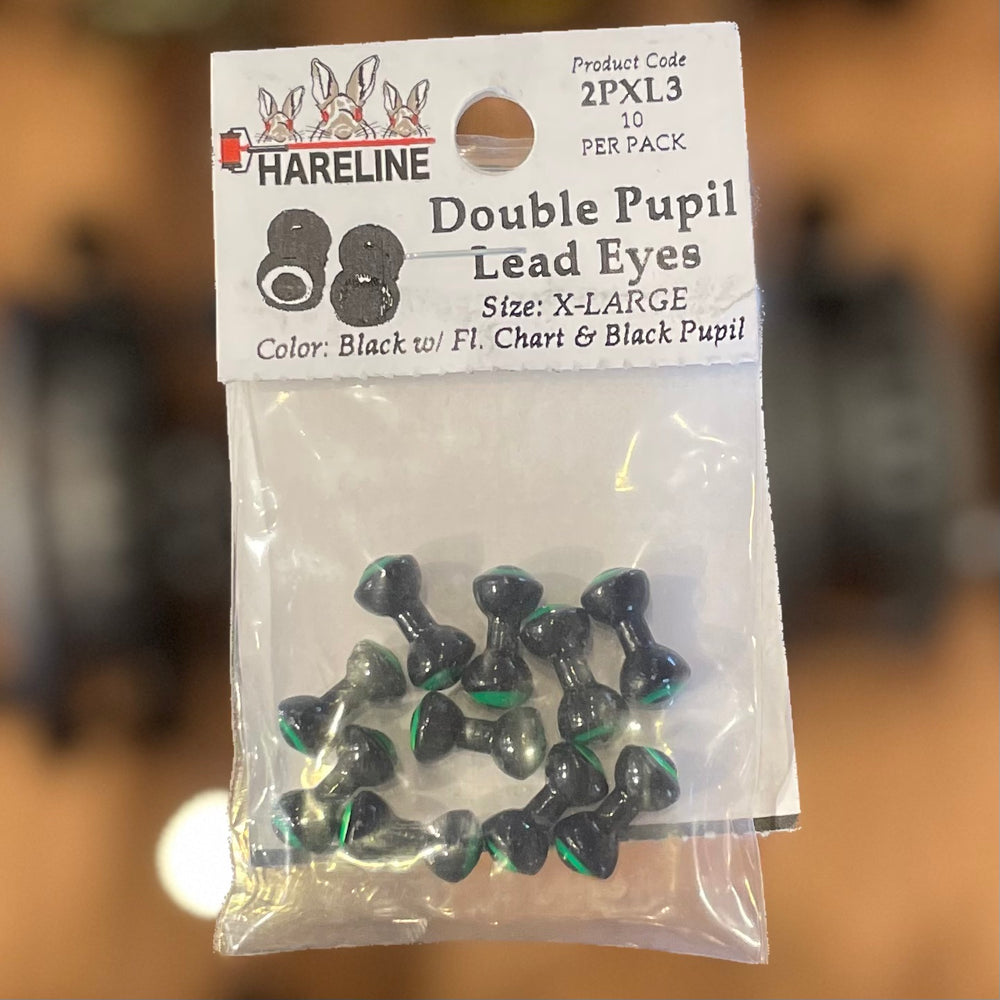 HARELINE
Product Code
2PXL3
10
PER PACK
Double Pupil
Lead Eyes
Size: X-LARGE
Color: Black w/ Fl. Chart & Black Pupil